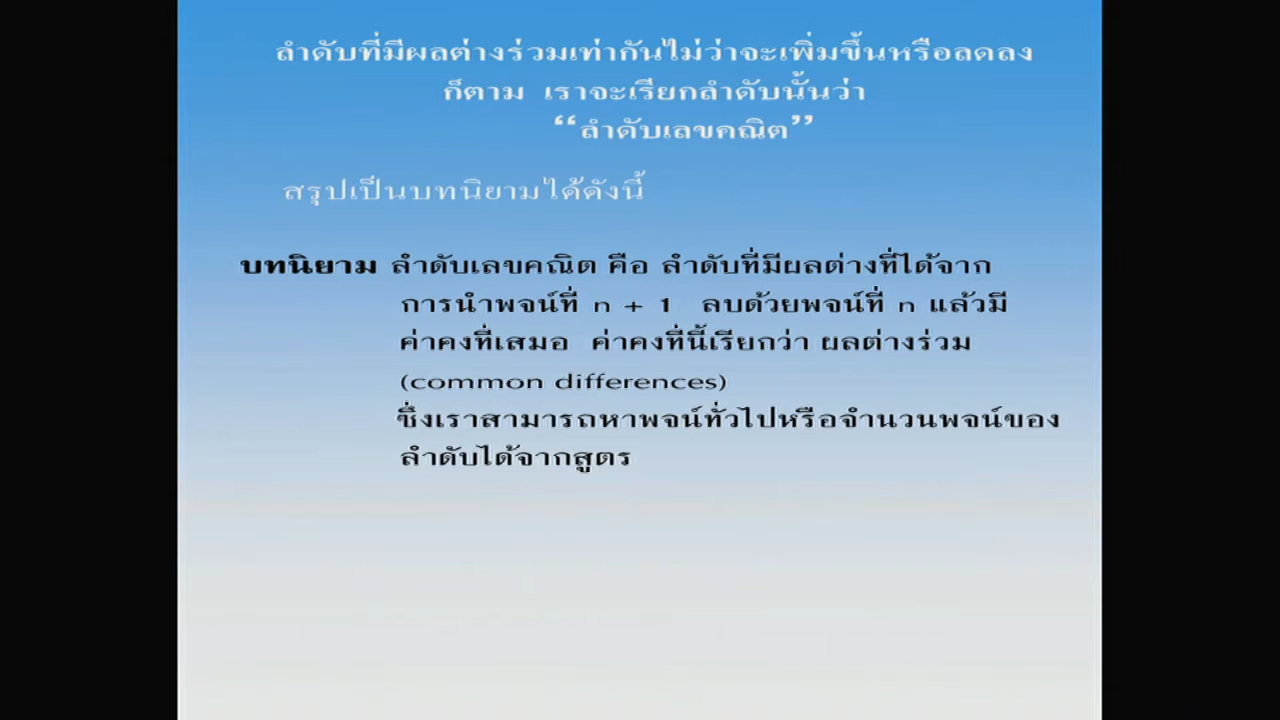 ลำดับที่มีผลต่างร่วมเท่ากันไม่ว่าจะเพิ่มขึ้นหรือลดลง
ก็ตาม เราจะเรียกลำดับนั้นว่า
“ลำดับเลขคณิต”
สรุปเป็นบทนิยามได้ดังนี้
บทนิยาม ลำดับเลขคณิต คือ ลำดับที่มีผลต่างที่ได้จาก
การนำพจน์ที่ n + 1 ลบด้วยพจน์ที่ n แล้วมี
ค่าคงที่เสมอ ค่าคงที่นี้เรียกว่า ผลต่างร่วม
(common differences)
ซึ่งเราสามารถหาพจน์ทั่วไปหรือจำนวนพจน์ของ
ลำดับได้จากสูตร